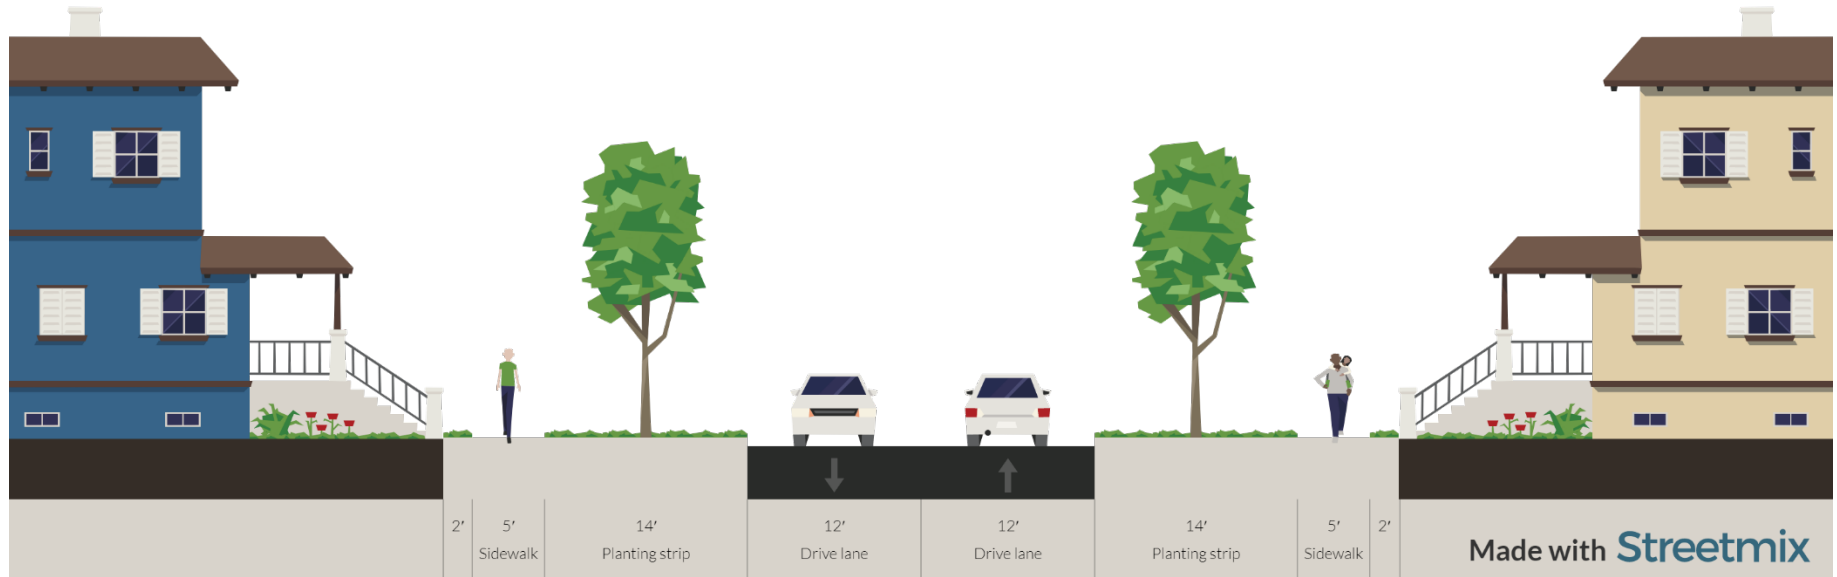 2′ 5′ 14′ 12′ 12′ 14′ 5′ 2′
Sidewalk Planting strip Drive lane Drive lane Planting strip Sidewalk
Made with Streetmix